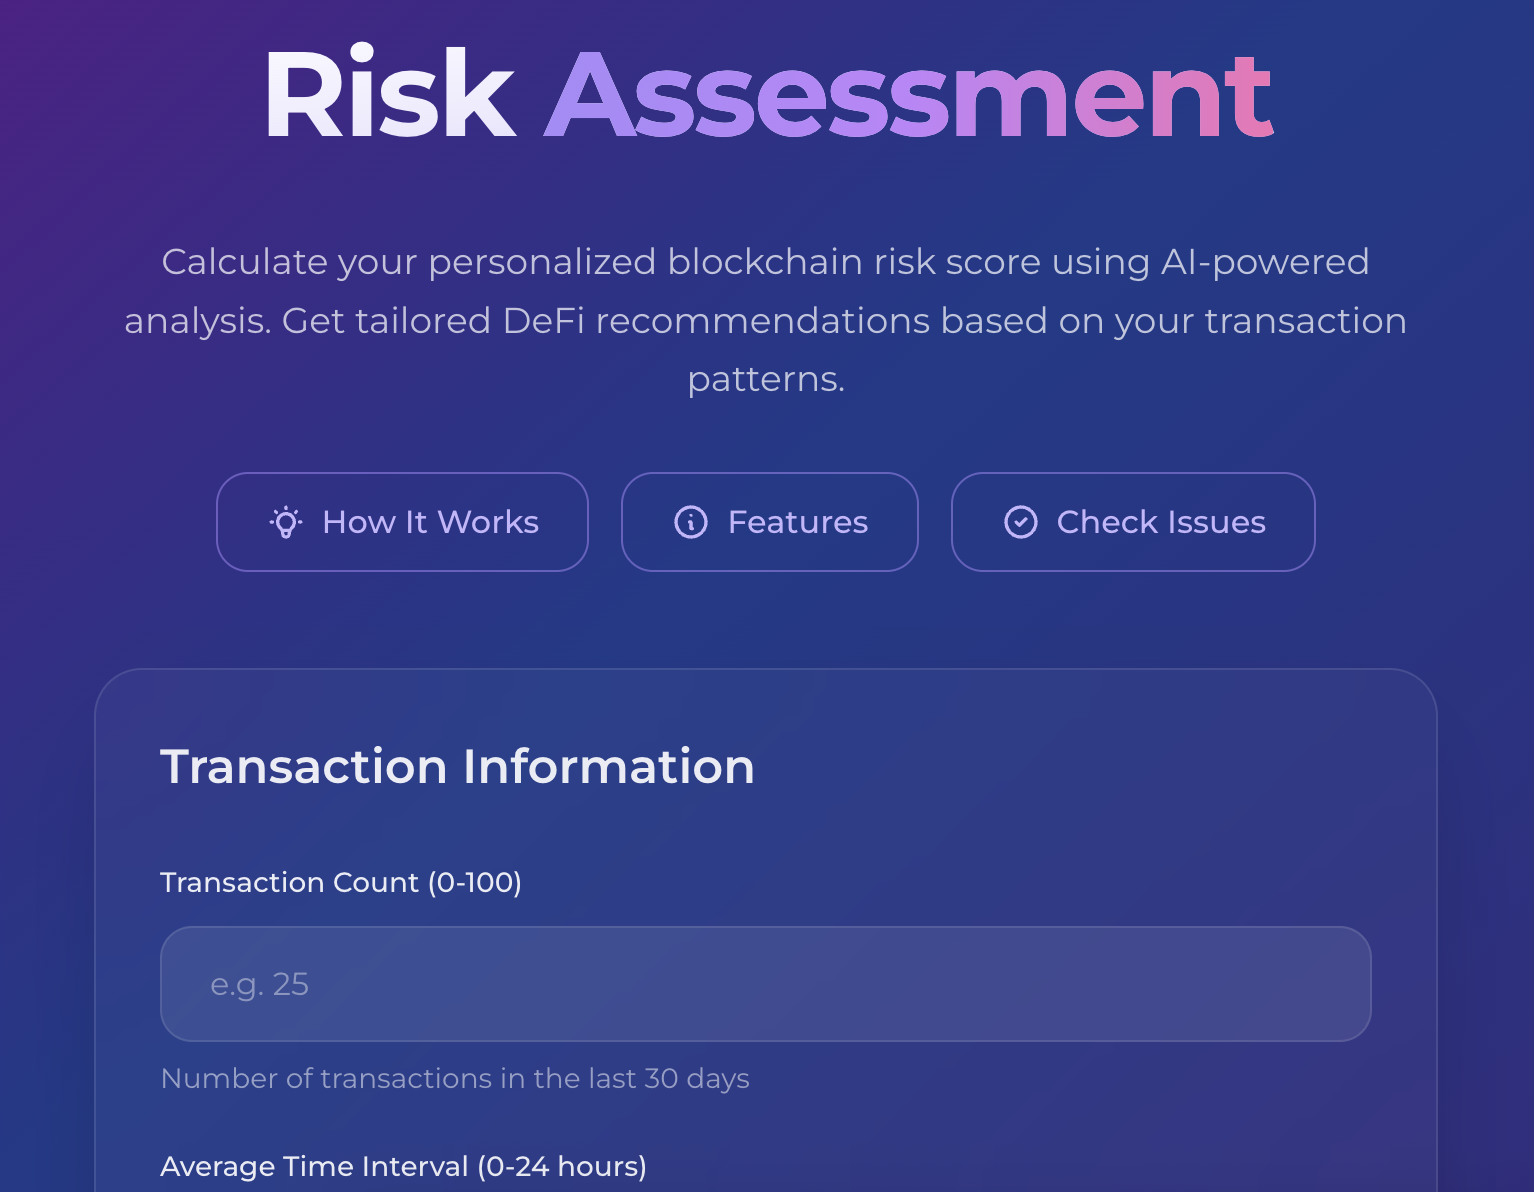 Risk Assessment
Calculate your personalized blockchain risk score using AI-powered
analysis. Get tailored DeFi recommendations based on your transaction
patterns.
How It Works
Features
Check Issues
Transaction Information
Transaction Count (0-100)
e.g. 25
Number of transactions in the last 30 days
Average Time Interval (0-24 hours)